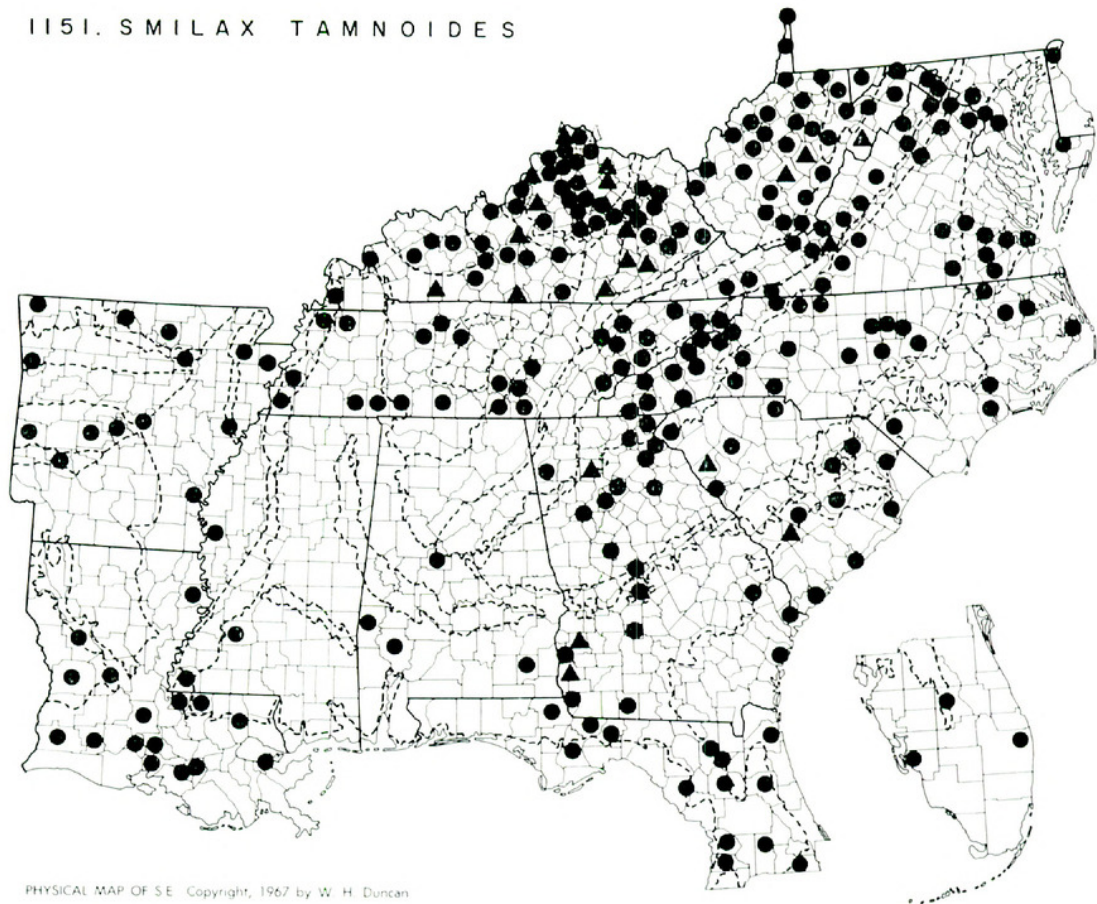 1151. SMILAX TAMNOIDES
PHYSICAL MAP OF S E Copyright, 1967 by W. H. Duncan